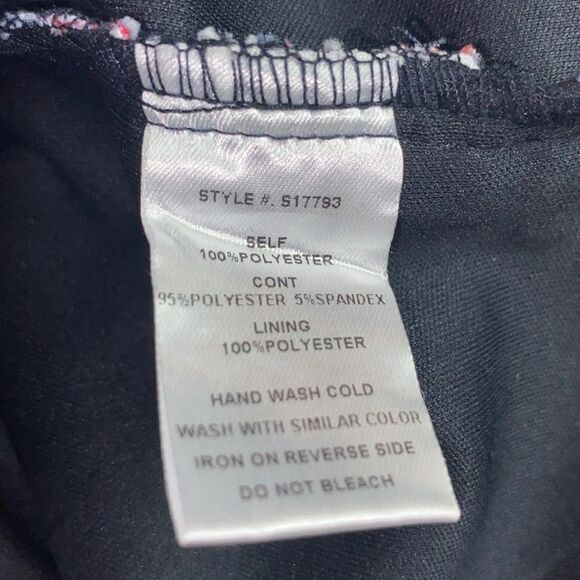 STYLE #. S17793
SELF
100%POLYESTER
CONT
95%POLYESTER 5%SPANDEX
LINING
100%POLYESTER
HAND WASH COLD
WASH WITH SIMILAR COLOR
IRON ON REVERSE SIDE
DO NOT BLEACH